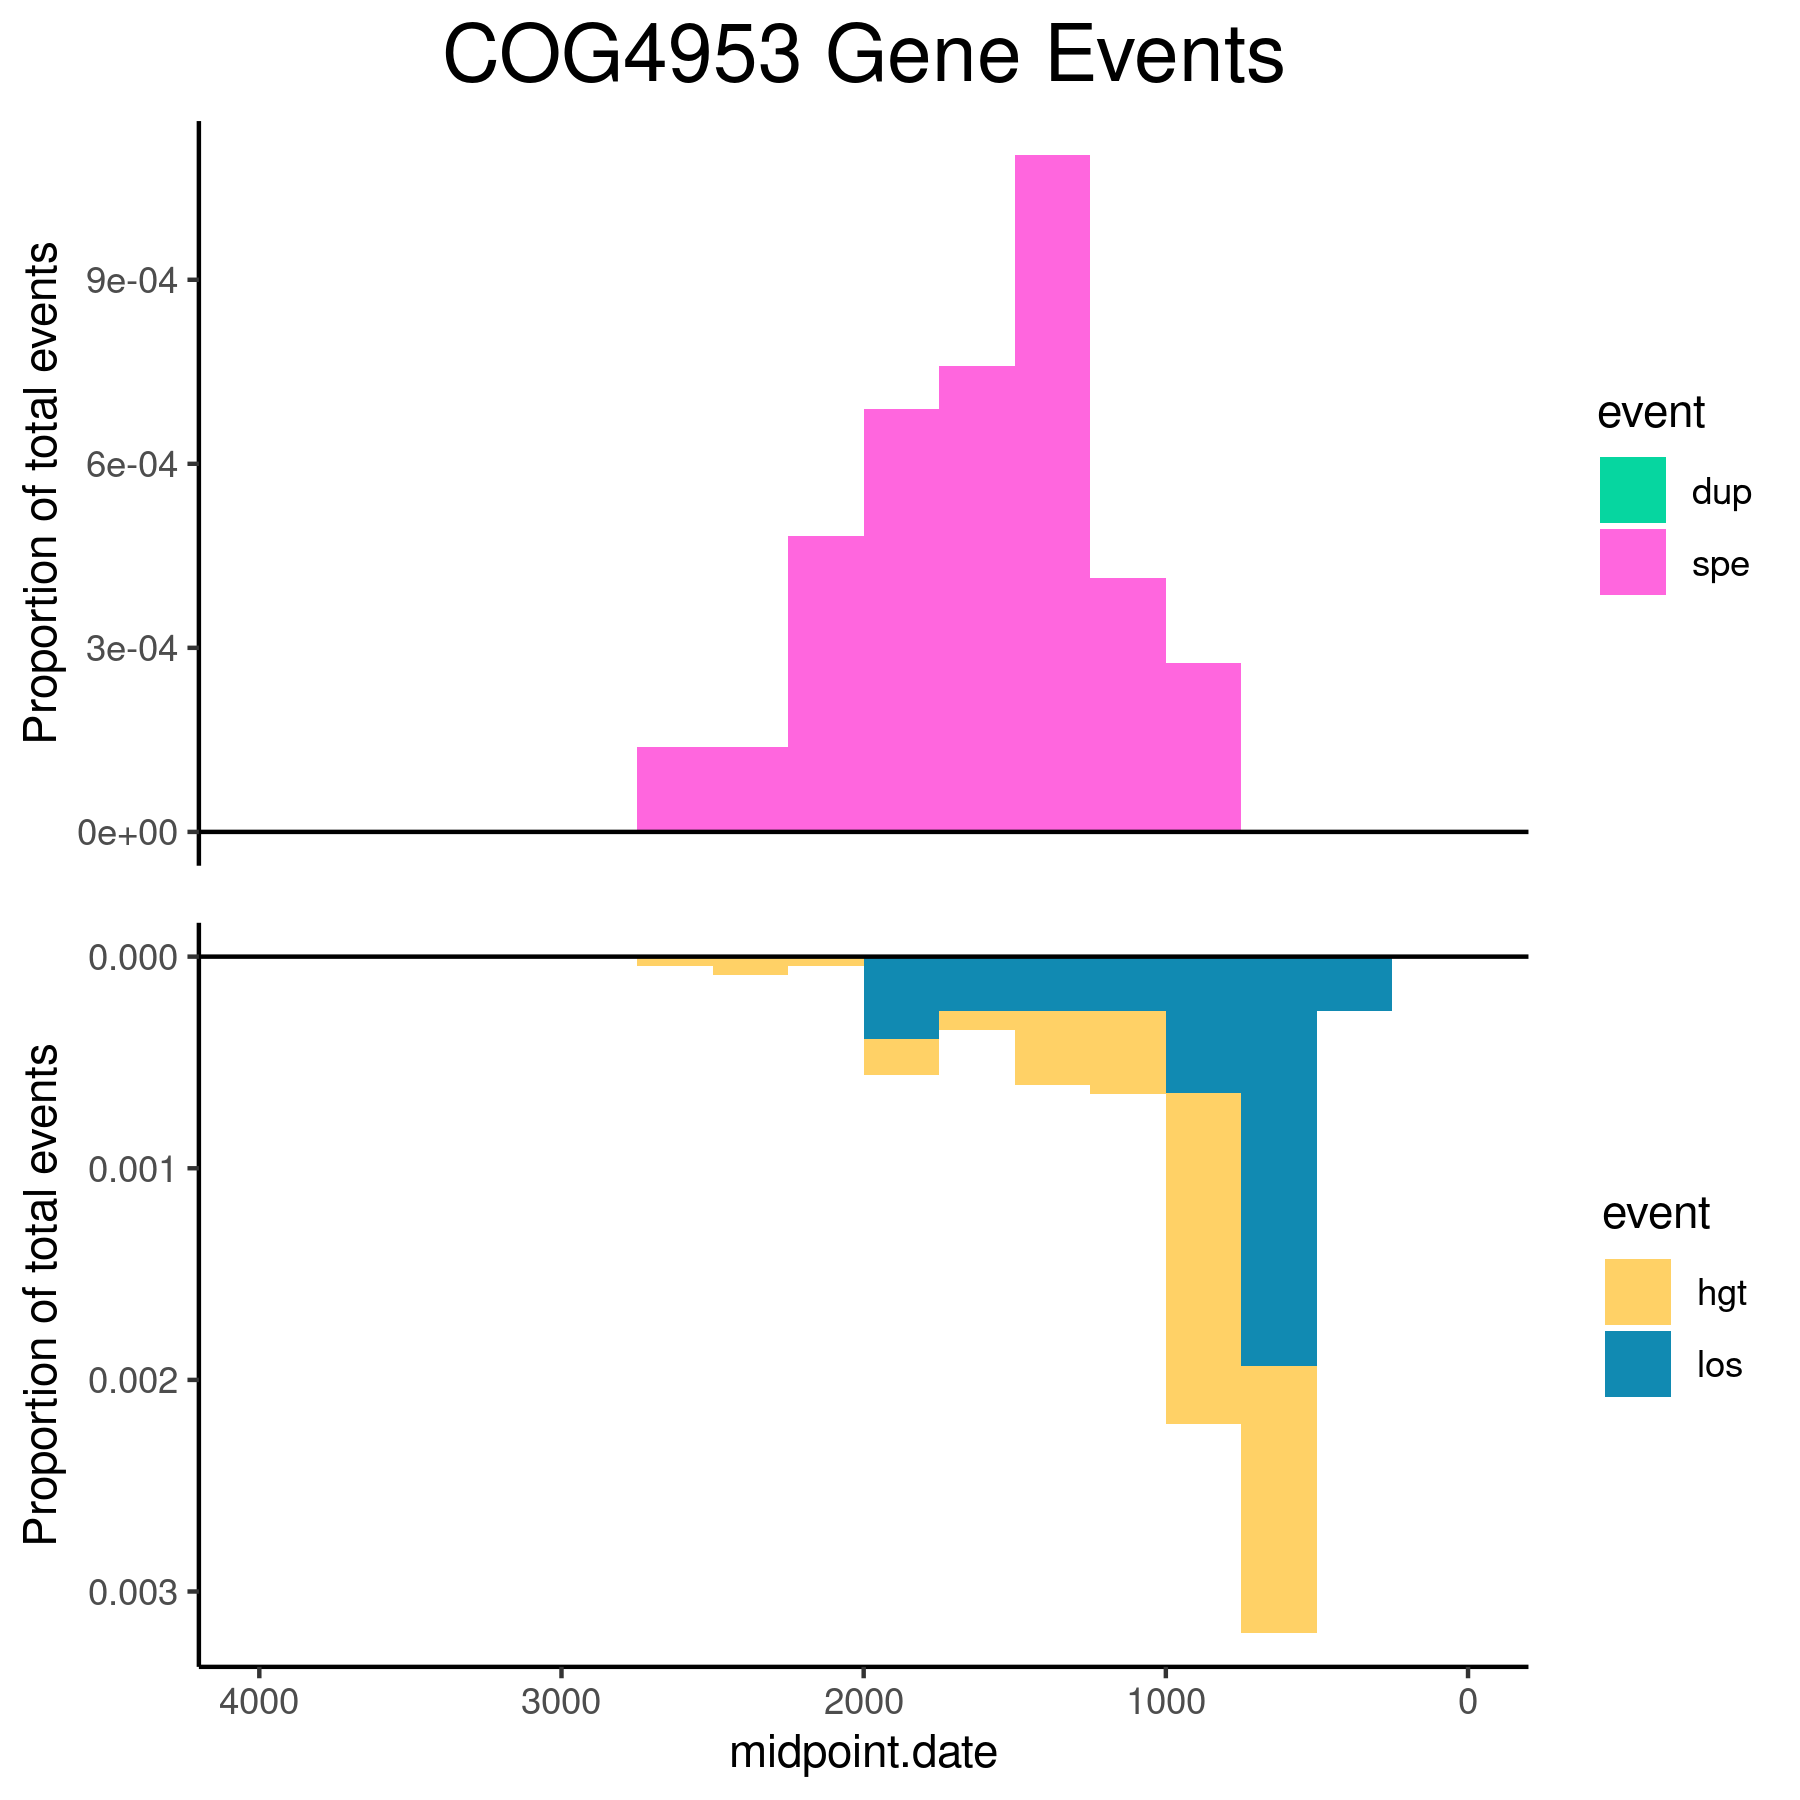 COG4953 Gene Events
Proportion of total events
9e-04
6e-04
3e-04
0e+00
event
dup
spe
Proportion of total events
0.000
0.001
0.002
0.003
event
hgt
los
4000 3000 2000 1000 0
midpoint.date